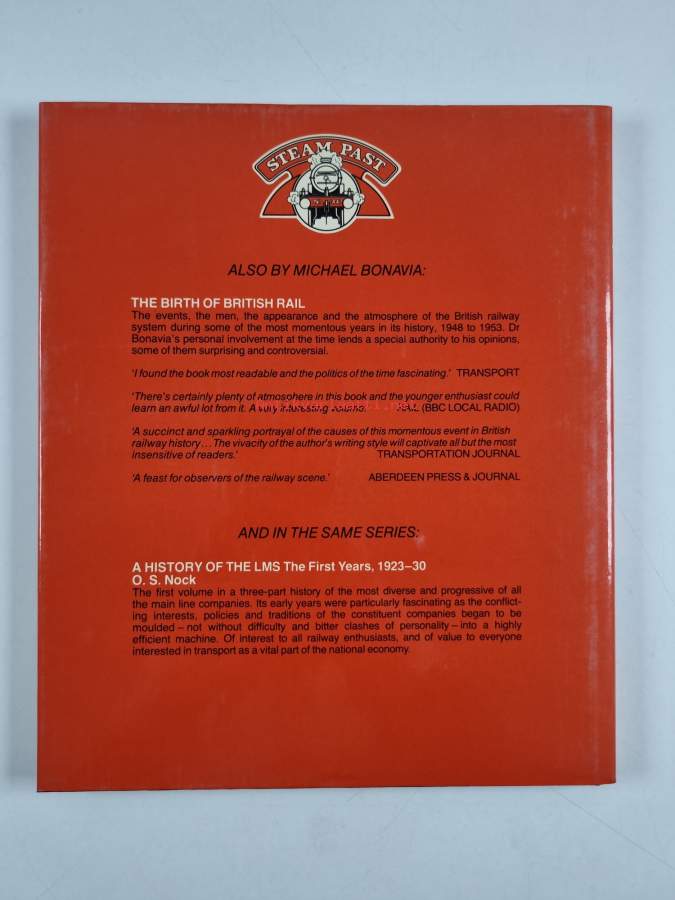 STEAM PAST
ALSO BY MICHAEL BONAVIA:
THE BIRTH OF BRITISH RAIL
The events, the men, the appearance and the atmosphere of the British railway
system during some of the most momentous years in its history, 1948 to 1953. Dr
Bonavia's personal involvement at the time lends a special authority to his opinions,
some of them surprising and controversial.
'I found the book most readable and the politics of the time fascinating.' TRANSPORT
'There's certainly plenty of atmosphere in this book and the younger enthusiast could
learn an awful lot from it. A very interesting volume.' (BBC LOCAL RADIO)
'A succinct and sparkling portrayal of the causes of this momentous event in British
railway history... The vivacity of the author's writing style will captivate all but the most
insensitive of readers.' TRANSPORTATION JOURNAL
'A feast for observers of the railway scene.' ABERDEEN PRESS & JOURNAL
AND IN THE SAME SERIES:
A HISTORY OF THE LMS The First Years, 1923–30
O. S. Nock
The first volume in a three-part history of the most diverse and progressive of all
the main line companies. Its early years were particularly fascinating as the conflict-
ing interests, policies and traditions of the constituent companies began to be
moulded – not without difficulty and bitter clashes of personality – into a highly
efficient machine. Of interest to all railway enthusiasts, and of value to everyone
interested in transport as a vital part of the national economy.